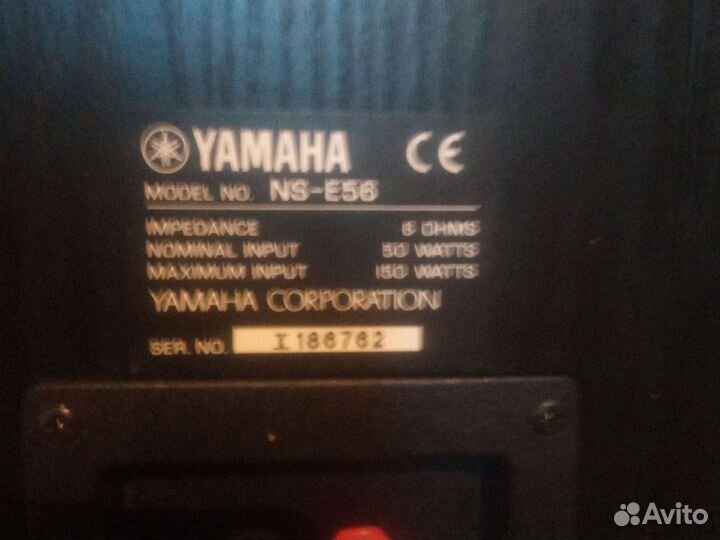 YAMAHA CE
MODEL NO. NS-E56
IMPEDANCE 6 OHMS
NOMINAL INPUT 50 WATTS
MAXIMUM INPUT 150 WATTS
YAMAHA CORPORATION
SER. NO. I186762
Avito